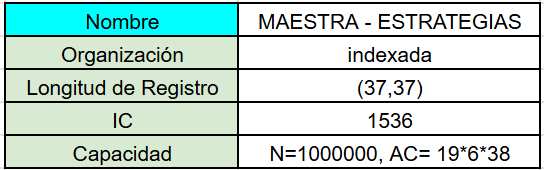 Nombre MAESTRA - ESTRATEGIAS
Organización indexada
Longitud de Registro (37,37)
IC 1536
Capacidad N=1000000, AC= 19*6*38